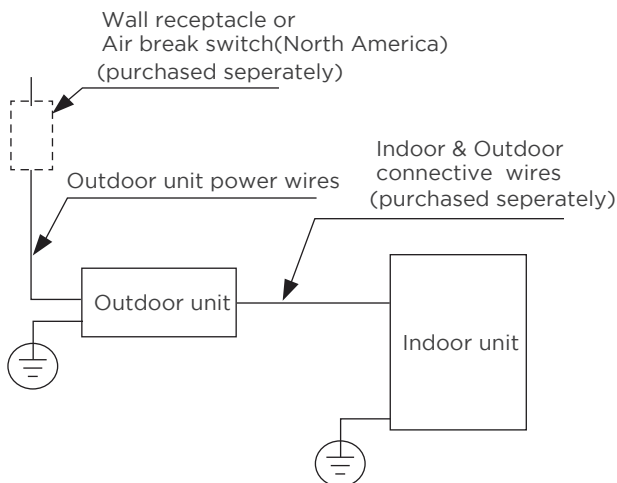 Wall receptacle or
Air break switch(North America)
(purchased seperately)
Indoor & Outdoor
connective wires
(purchased seperately)
Outdoor unit power wires
Outdoor unit
Indoor unit